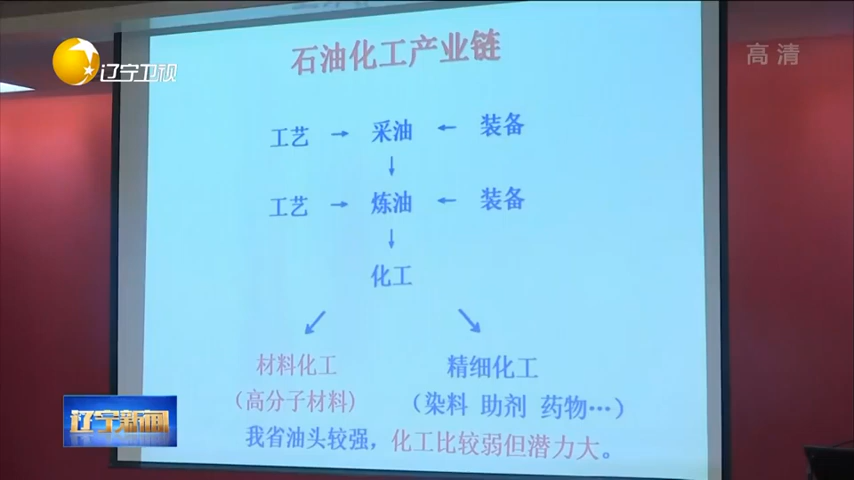 辽宁卫视
高清
石油化工产业链
工艺 → 采油 ← 装备
↓
工艺 → 炼油 ← 装备
↓
化工
↙ ↘
材料化工 精细化工
(高分子材料) (染料 助剂 药物…)
我省油头较强，化工比较弱但潜力大。
辽宁新闻